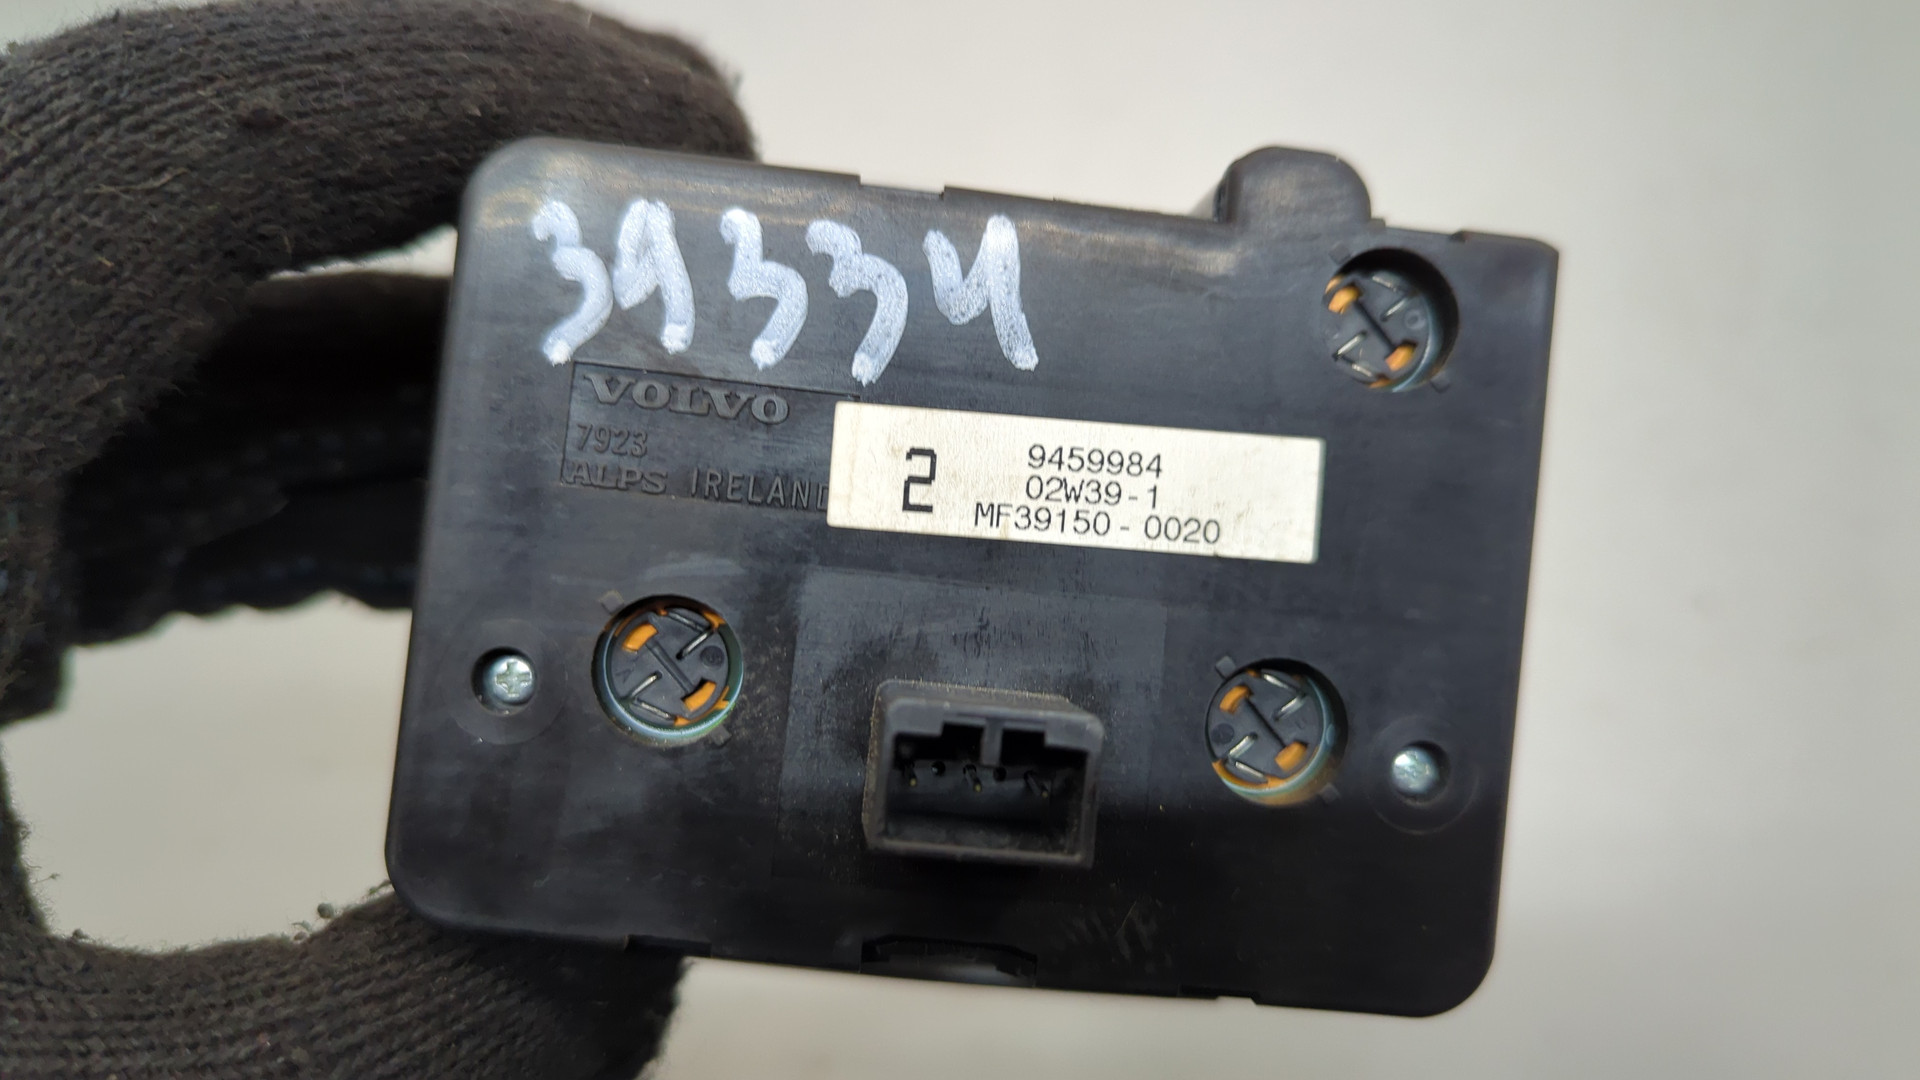 39334
VOLVO
7923
ALPS IRELAND
2
9459984
02W39-1
MF39150-0020